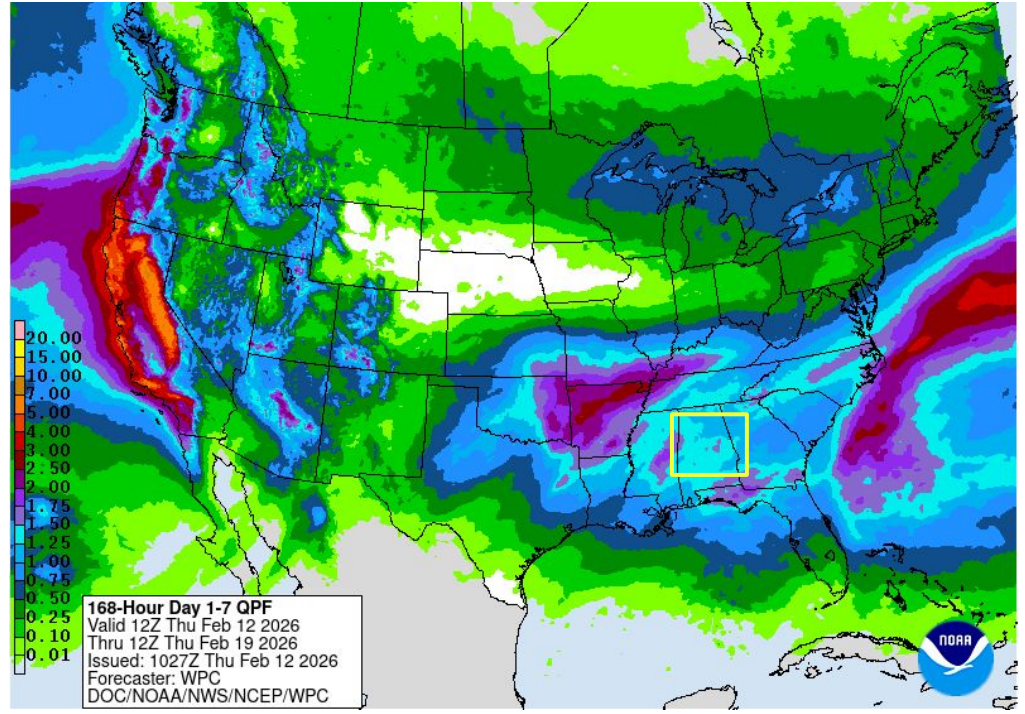 20.00
15.00
10.00
7.00
5.00
4.00
3.00
2.50
2.00
1.75
1.50
1.25
1.00
0.75
0.50
0.25
0.10
0.01
168-Hour Day 1-7 QPF
Valid 12Z Thu Feb 12 2026
Thru 12Z Thu Feb 19 2026
Issued: 1027Z Thu Feb 12 2026
Forecaster: WPC
DOC/NOAA/NWS/NCEP/WPC
NOAA